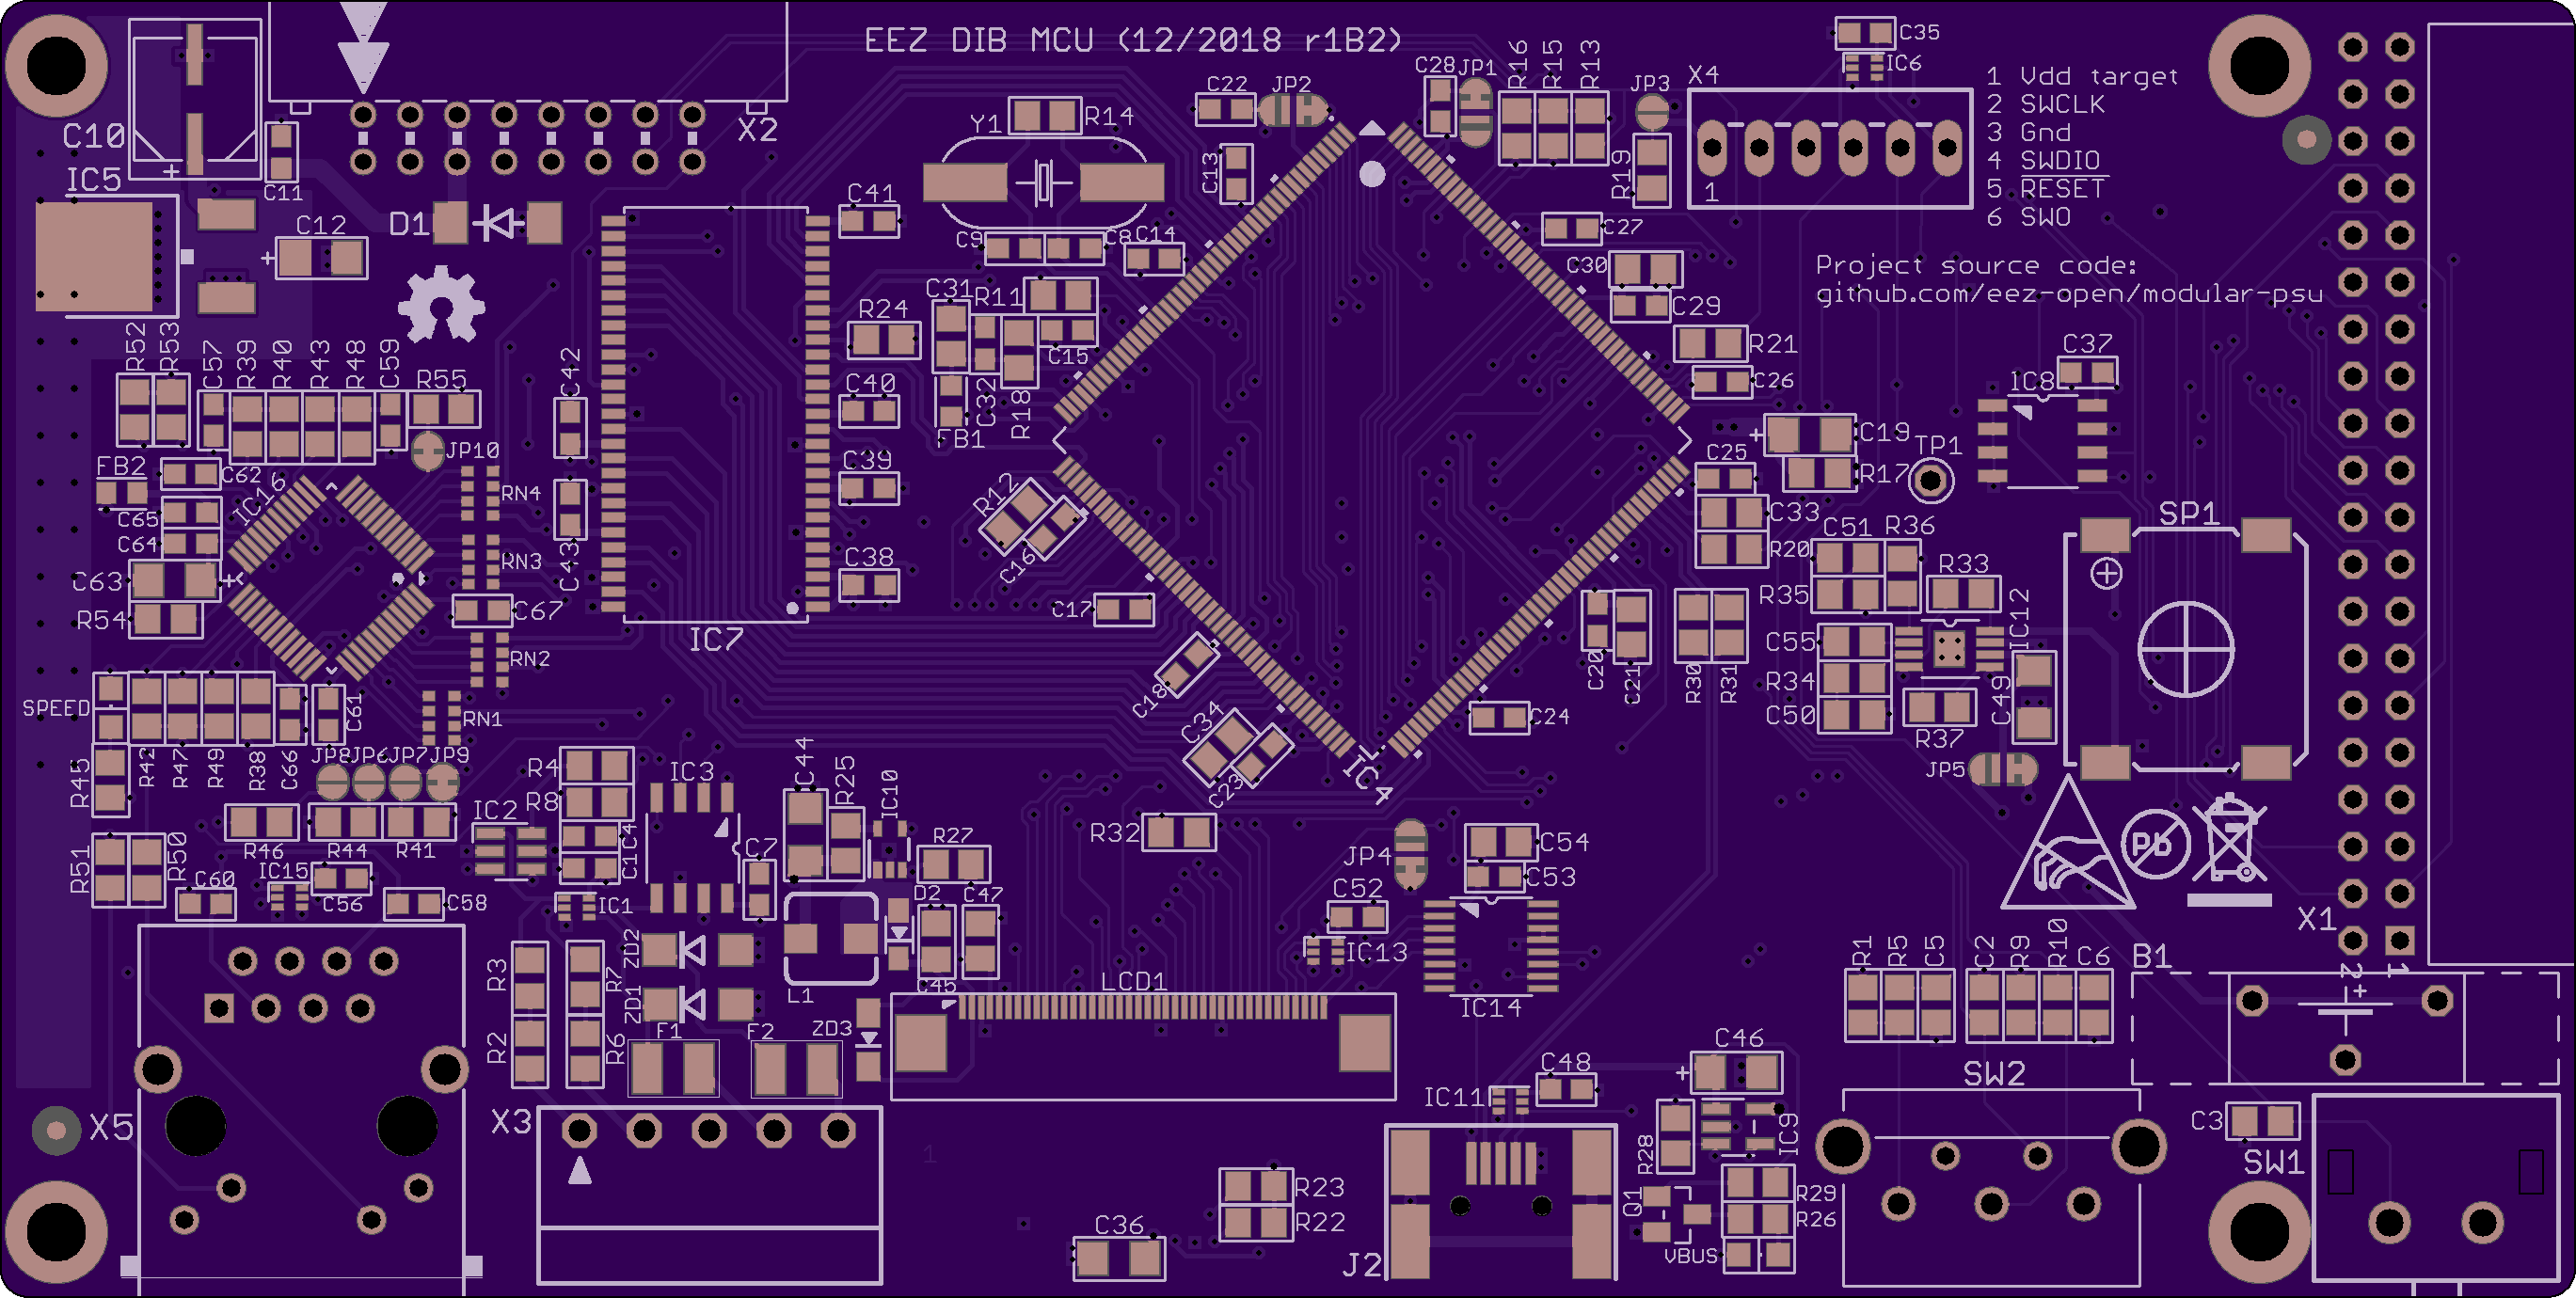 EEZ DIB MCU (12/2018 r1B2)
C35
IC6
X4
1 Vdd target
2 SWCLK
3 Gnd
4 SWDIO
5 RESET
6 SWO
1
Project source code:
github.com/eez-open/modular-psu
C10
IC5
C11
C12
+
X2
D1
C22
JP2
C28
JP1
R16
R15
R13
JP3
R19
Y1
R14
C13
C41
C9
C8
C14
C27
C30
C29
R24
C31
R11
C15
C32
R18
FB1
C40
C39
C38
R21
C26
C37
IC8
C19
R17
TP1
C25
C33
R20
C51
R36
R35
R33
IC12
C55
R34
C50
R37
C49
JP5
SP1
R52
R53
C57
R39
R40
R43
R48
C59
R55
JP10
C42
C43
FB2
C62
IC16
C65
C64
C63
R54
RN4
RN3
C67
RN2
RN1
IC7
R12
C16
C17
C18
C34
C23
IC4
C20
C21
R30
R31
C24
SPEED
R45
R42
R47
R49
R38
C66
C61
JP8
JP6
JP7
JP9
R46
R44
R41
R51
R50
C60
IC15
C56
C58
IC2
R4
R8
C4
C1
IC1
IC3
C7
C44
R25
IC10
R27
D2
C47
C45
L1
ZD2
ZD1
ZD3
F1
F2
R3
R2
R7
R6
R32
JP4
C54
C53
C52
IC13
IC14
LCD1
Pb
X1
2
1
R1
R5
C5
C2
R9
R10
C6
B1
+
X5
X3
1
R23
R22
C36
IC11
C48
J2
C46
R28
IC9
Q1
R29
R26
VBUS
SW2
C3
SW1